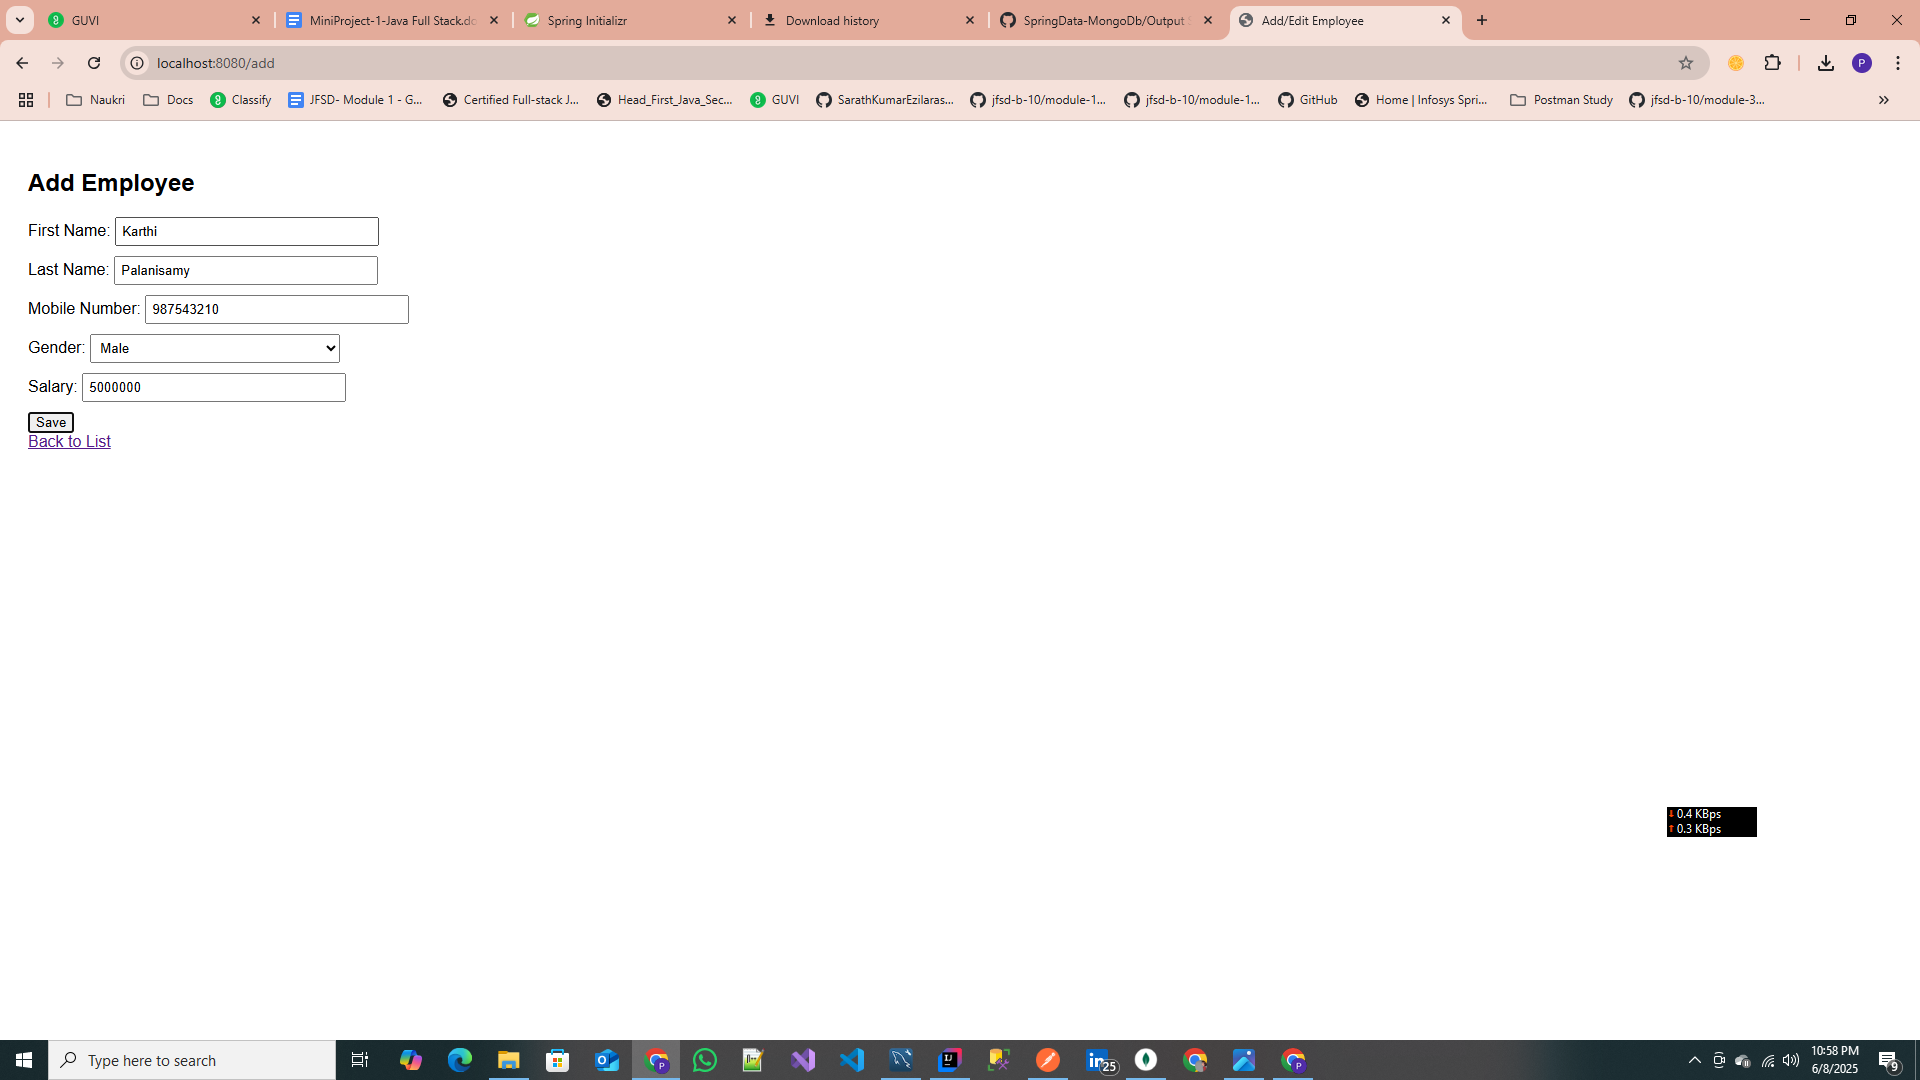 GUVI
MiniProject-1-Java Full Stack.do
Spring Initializr
Download history
SpringData-MongoDb/Output S
Add/Edit Employee
localhost:8080/add
P
Naukri
Docs
Classify
JFSD- Module 1 - G...
Certified Full-stack J...
Head_First_Java_Sec...
GUVI
SarathKumarEzilaras...
jfsd-b-10/module-1...
jfsd-b-10/module-1...
GitHub
Home | Infosys Spri...
Postman Study
jfsd-b-10/module-3...
Add Employee
First Name: Karthi
Last Name: Palanisamy
Mobile Number: 987543210
Gender: Male
Salary: 5000000
Save
Back to List
0.4 KBps
0.3 KBps
Type here to search
25
10:58 PM
6/8/2025
9